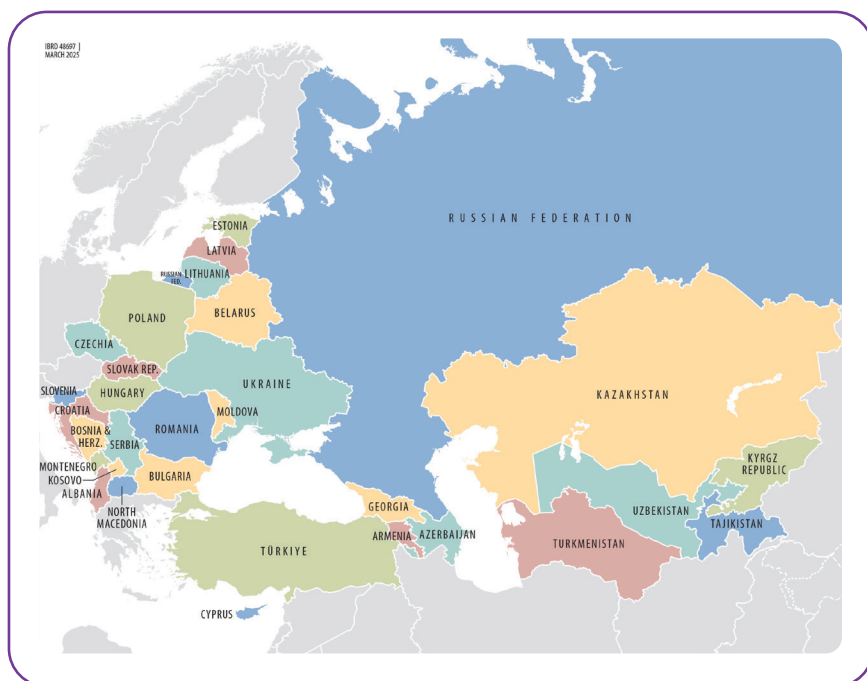 IBRD 48697 |
MARCH 2025
RUSSIAN FEDERATION
ESTONIA
LATVIA
RUSSIAN
FED.
LITHUANIA
BELARUS
POLAND
CZECHIA
SLOVAK REP.
UKRAINE
KAZAKHSTAN
SLOVENIA
HUNGARY
CROATIA
MOLDOVA
ROMANIA
BOSNIA &
HERZ.
SERBIA
KYRGZ
REPUBLIC
MONTENEGRO
KOSOVO
ALBANIA
BULGARIA
NORTH
MACEDONIA
GEORGIA
UZBEKISTAN
TAJIKISTAN
ARMENIA
AZERBAIJAN
TURKMENISTAN
TÜRKIYE
CYPRUS